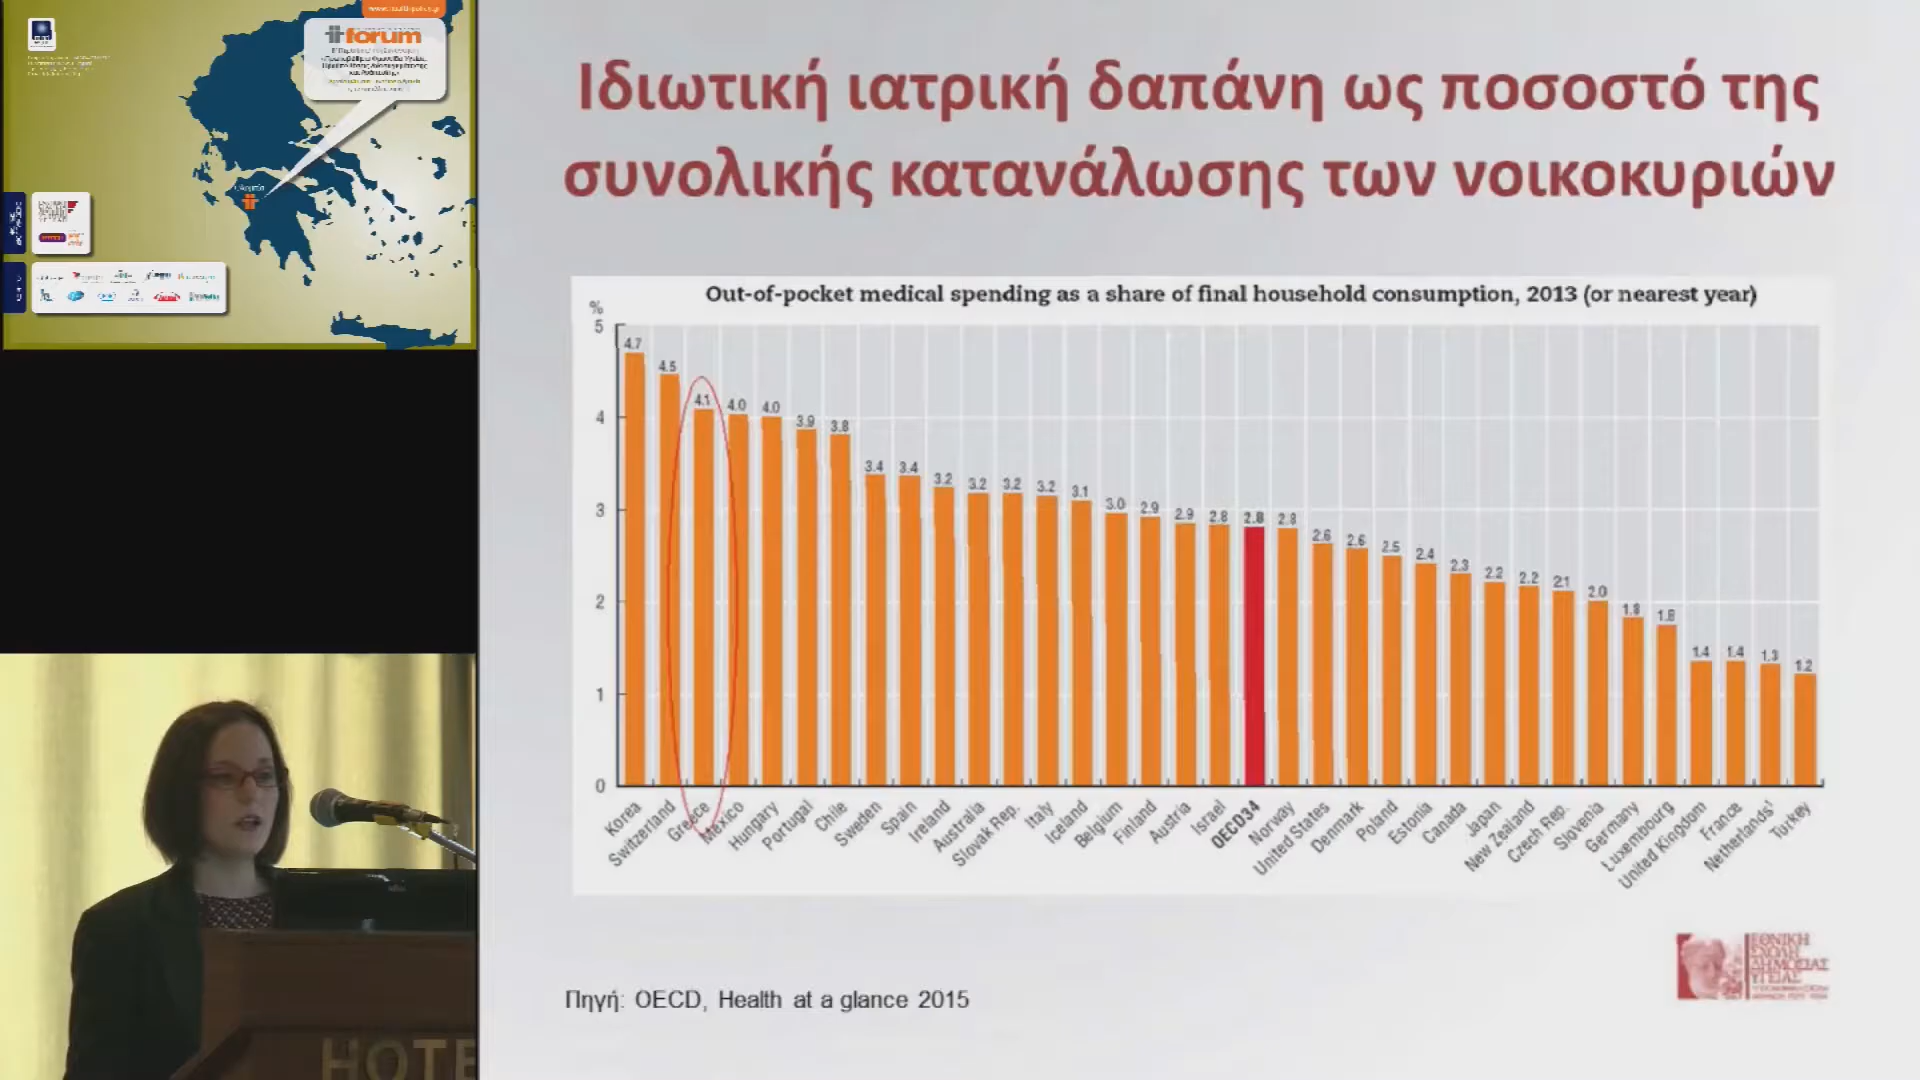 forum
Ιδιωτική ιατρική δαπάνη ως ποσοστό της
συνολικής κατανάλωσης των νοικοκυριών
Out-of-pocket medical spending as a share of final household consumption, 2013 (or nearest year)
%
5
4
3
2
1
0
4.7 4.5 4.1 4.0 4.0 3.9 3.8 3.4 3.4 3.2 3.2 3.2 3.2 3.1 3.0 2.9 2.9 2.8 2.8 2.8 2.6 2.6 2.5 2.4 2.3 2.2 2.2 2.1 2.0 1.8 1.8 1.4 1.4 1.3 1.2
Korea Switzerland Greece Mexico Hungary Portugal Chile Sweden Spain Ireland Australia Slovak Rep. Italy Iceland Belgium Finland Austria Israel OECD34 Norway United States Denmark Poland Estonia Canada Japan New Zealand Czech Rep. Slovenia Germany Luxembourg United Kingdom France Netherlands¹ Turkey
ΕΘΝΙΚΗ
ΣΧΟΛΗ
ΔΗΜΟΣΙΑΣ
ΥΓΕΙΑΣ
Πηγή: OECD, Health at a glance 2015
HOTE